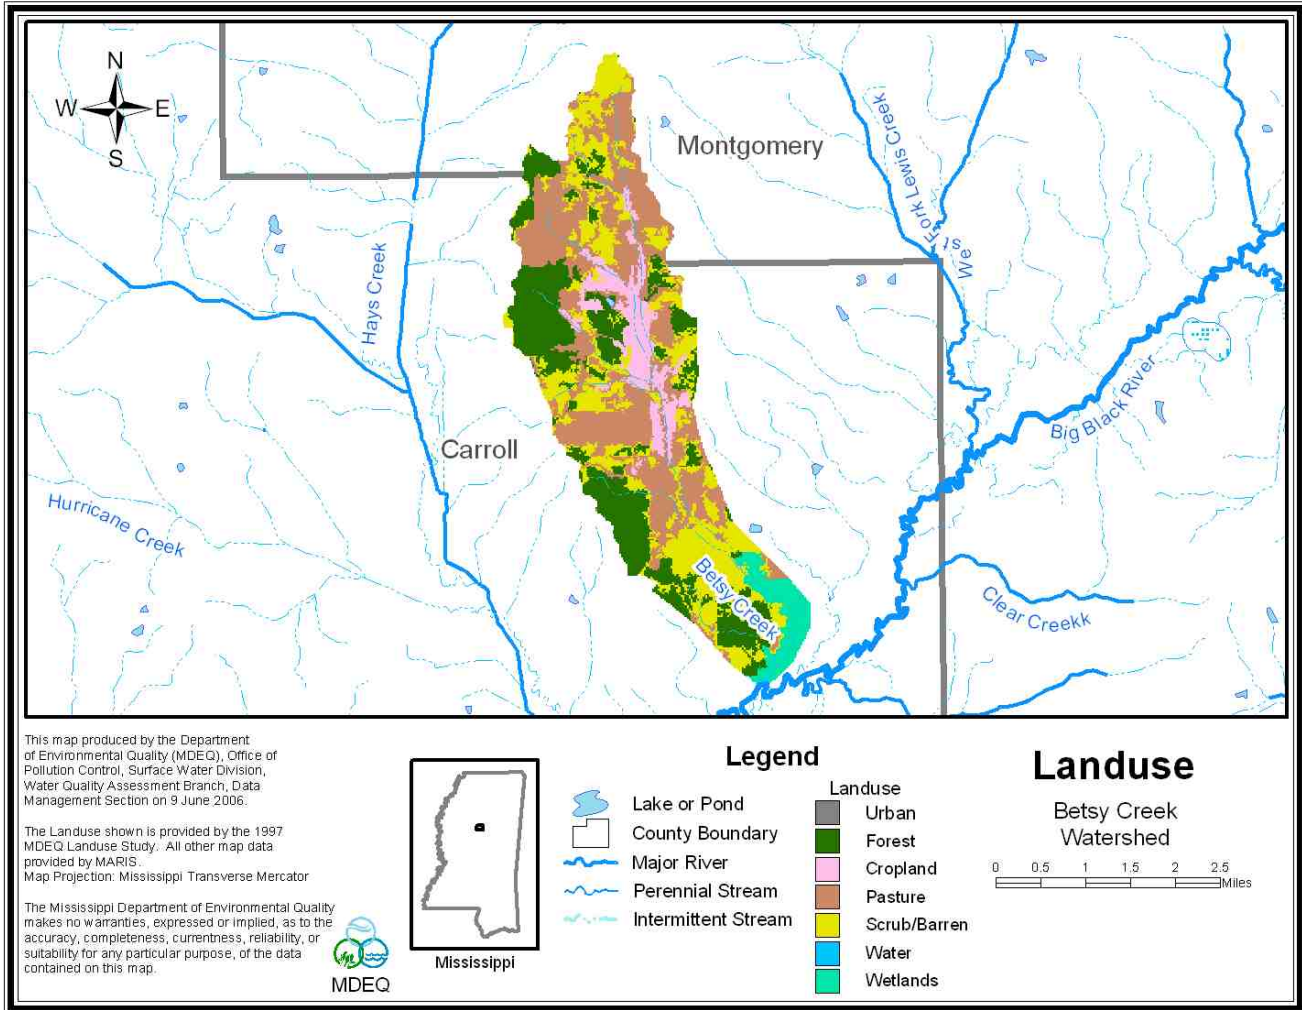 N
W E
S
Montgomery
West Fork Lewis Creek
Hays Creek
Big Black River
Carroll
Hurricane Creek
Betsy Creek
Clear Creekk
This map produced by the Department
of Environmental Quality (MDEQ), Office of
Pollution Control, Surface Water Division,
Water Quality Assessment Branch, Data
Management Section on 9 June 2006.
The Landuse shown is provided by the 1997
MDEQ Landuse Study. All other map data
provided by MARIS.
Map Projection: Mississippi Transverse Mercator
The Mississippi Department of Environmental Quality
makes no warranties, expressed or implied, as to the
accuracy, completeness, currentness, reliability, or
suitability for any particular purpose, of the data
contained on this map.
MDEQ
Mississippi
Legend
Lake or Pond
County Boundary
Major River
Perennial Stream
Intermittent Stream
Landuse
Urban
Forest
Cropland
Pasture
Scrub/Barren
Water
Wetlands
Landuse
Betsy Creek
Watershed
0 0.5 1 1.5 2 2.5
Miles